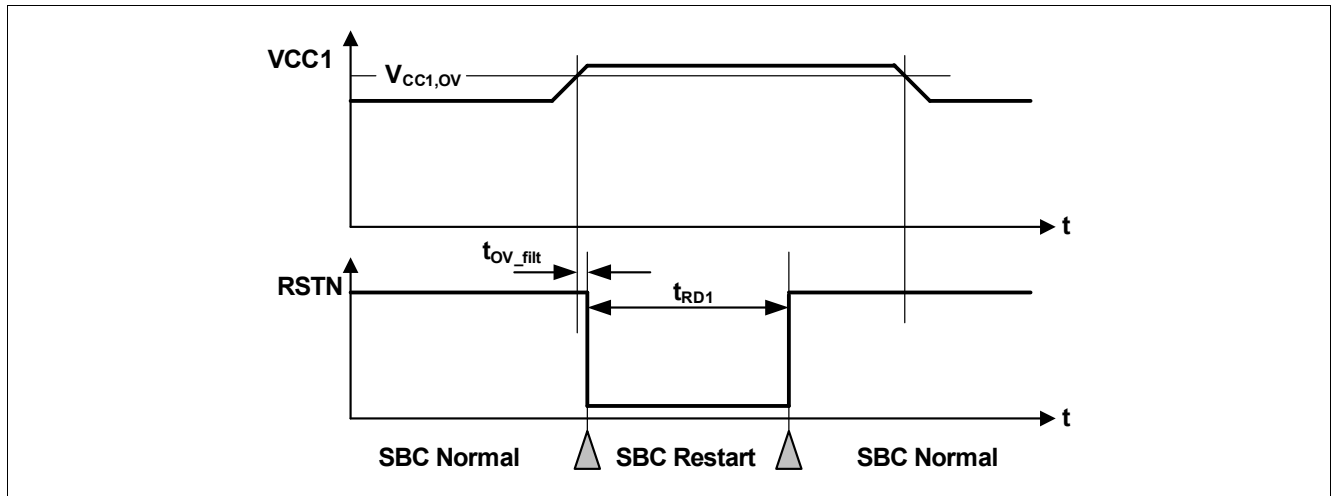 VCC1
VCC1,OV
t
tOV_filt
RSTN
tRD1
t
SBC Normal SBC Restart SBC Normal